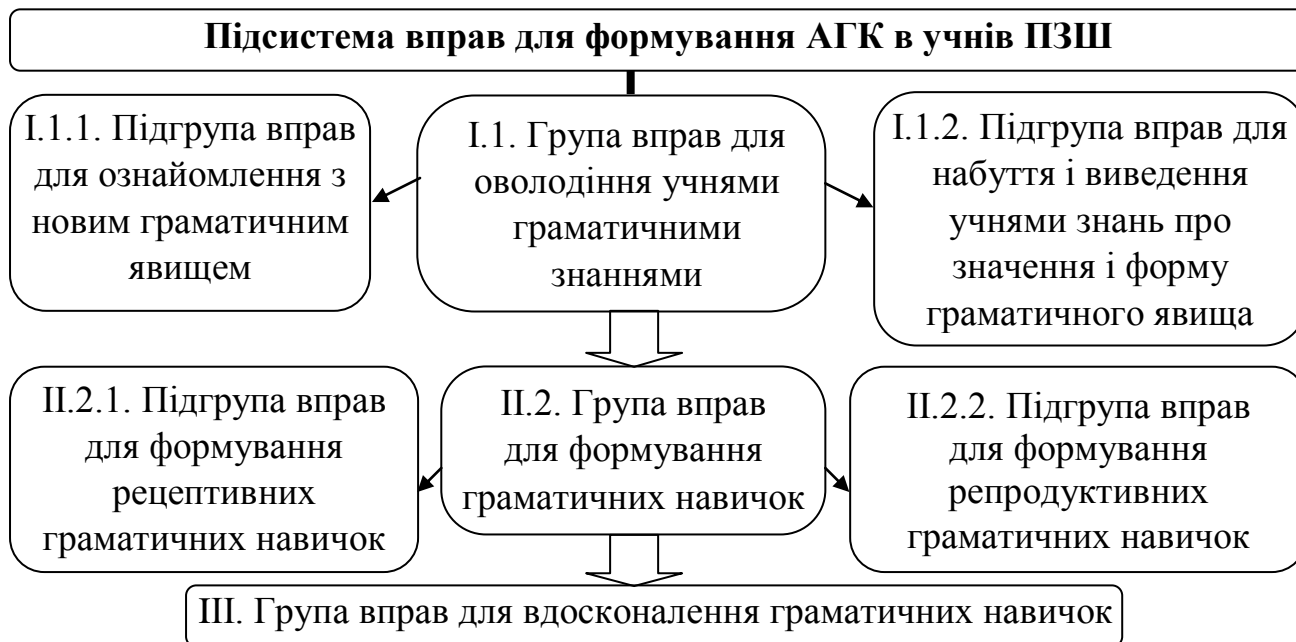 Підсистема вправ для формування АГК в учнів ПЗШ
І.1.1. Підгрупа вправ
для ознайомлення з
новим граматичним
явищем
І.1. Група вправ для
оволодіння учнями
граматичними
знаннями
І.1.2. Підгрупа вправ для
набуття і виведення
учнями знань про
значення і форму
граматичного явища
ІІ.2.1. Підгрупа вправ
для формування
рецептивних
граматичних навичок
ІІ.2. Група вправ
для формування
граматичних навичок
ІІ.2.2. Підгрупа вправ
для формування
репродуктивних
граматичних навичок
ІІІ. Група вправ для вдосконалення граматичних навичок